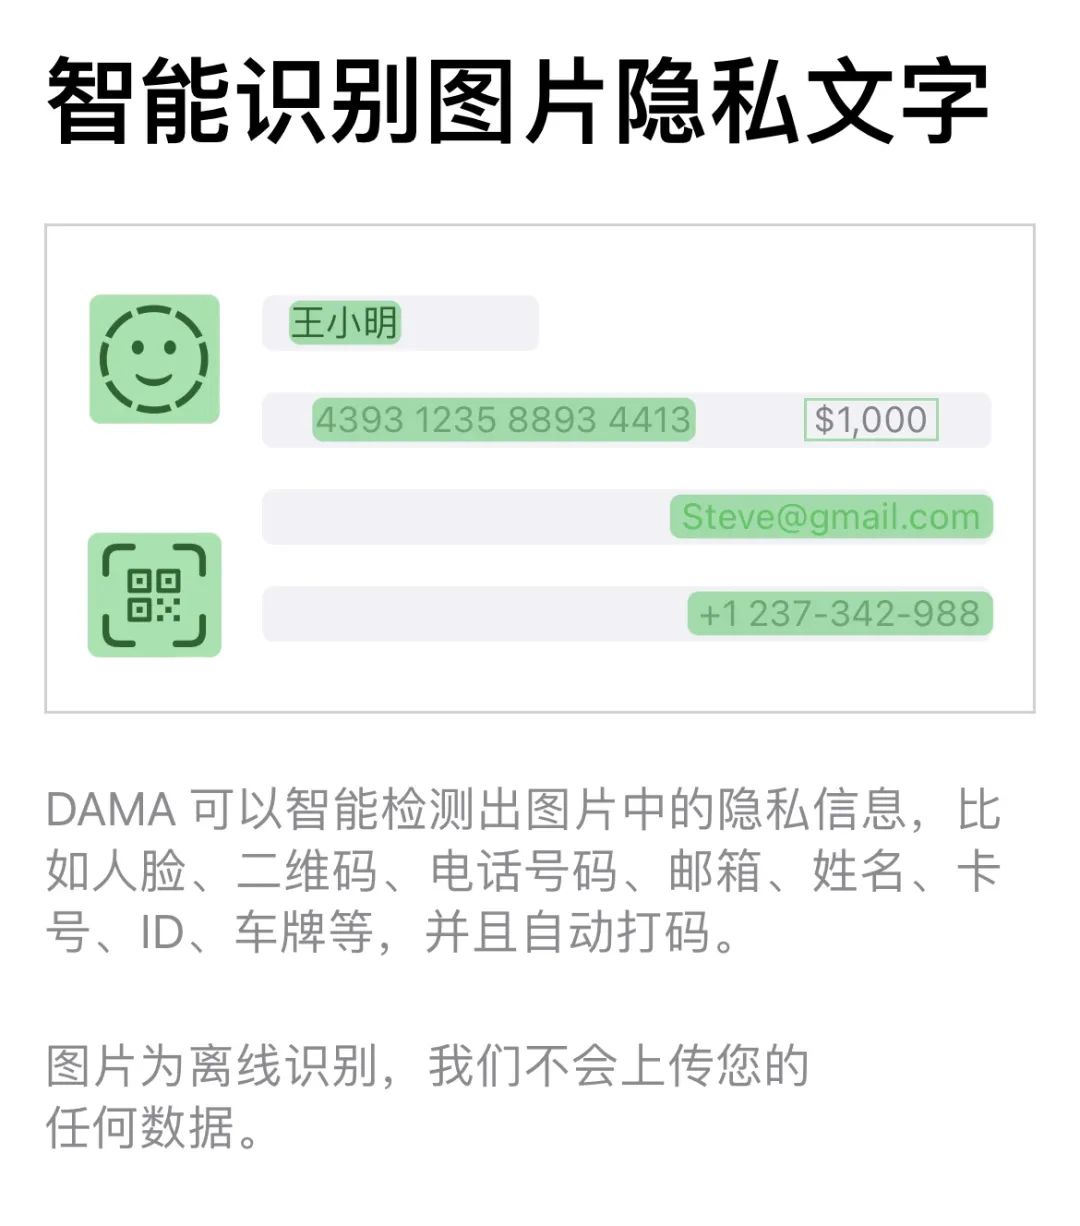 智能识别图片隐私文字
王小明
4393 1235 8893 4413 $1,000
Steve@gmail.com
+1 237-342-988
DAMA 可以智能检测出图片中的隐私信息，比
如人脸、二维码、电话号码、邮箱、姓名、卡
号、ID、车牌等，并且自动打码。
图片为离线识别，我们不会上传您的
任何数据。